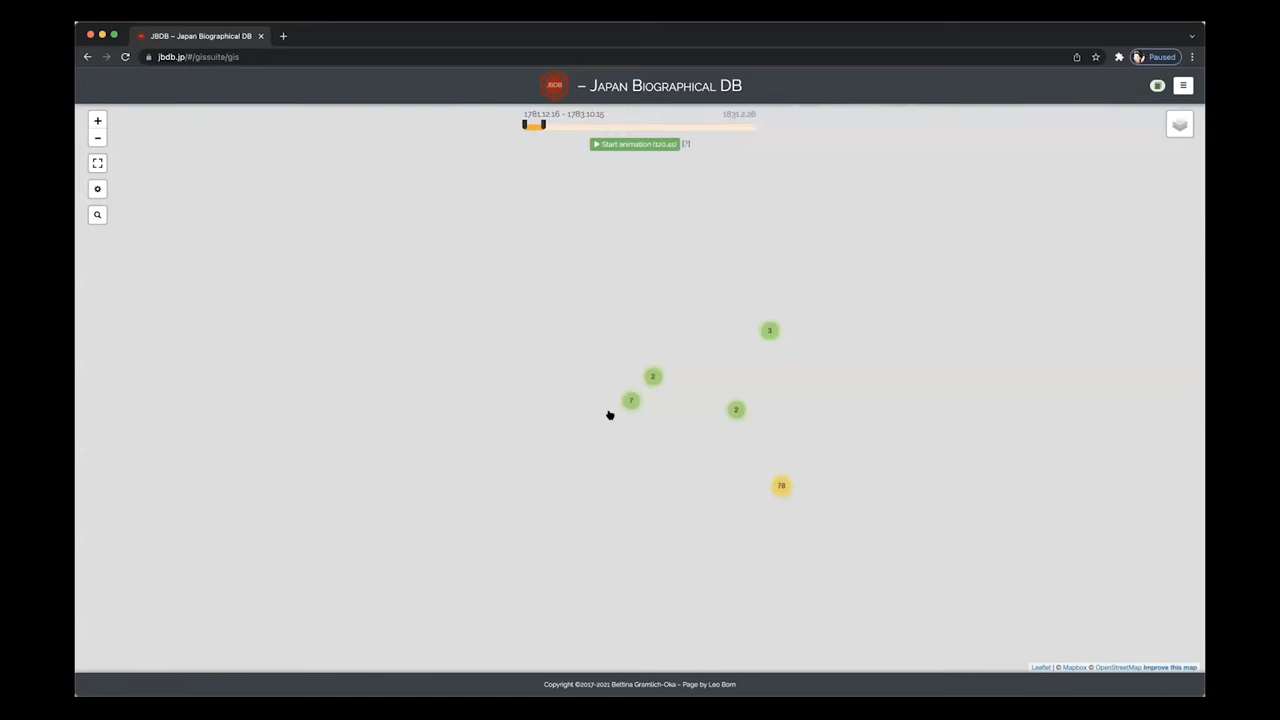 JBDB – Japan Biographical DB
jbdb.jp/#/gissuite/gis
Paused
JBDB
– Japan Biographical DB
1781.12.16 - 1783.10.15
1831.2.26
Start animation (120.4s) [?]
+
−
3
2
7
2
78
Leaflet | © Mapbox © OpenStreetMap Improve this map
Copyright ©2017-2021 Bettina Gramlich-Oka – Page by Leo Born